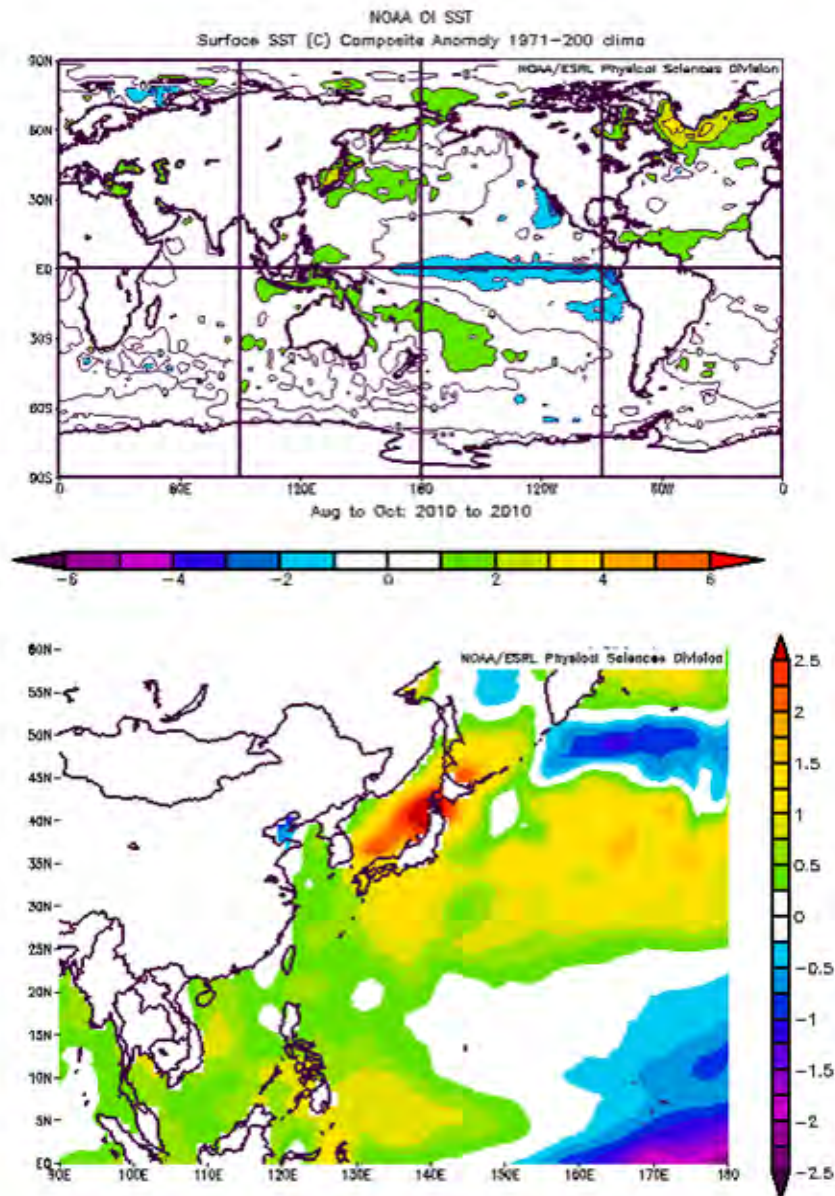 NOAA OI SST
Surface SST (C) Composite Anomaly 1971-200 clima
NOAA/ESRL Physical Sciences Division
90N
60N
30N
EQ
30S
60S
90S
0 60E 120E 180 120W 60W 0
Aug to Oct: 2010 to 2010
-6 -4 -2 0 2 4 6
NOAA/ESRL Physical Sciences Division
60N
55N
50N
45N
40N
35N
30N
25N
20N
15N
10N
5N
EQ
90E 100E 110E 120E 130E 140E 150E 160E 170E 180
2.5
2
1.5
1
0.5
0
-0.5
-1
-1.5
-2
-2.5